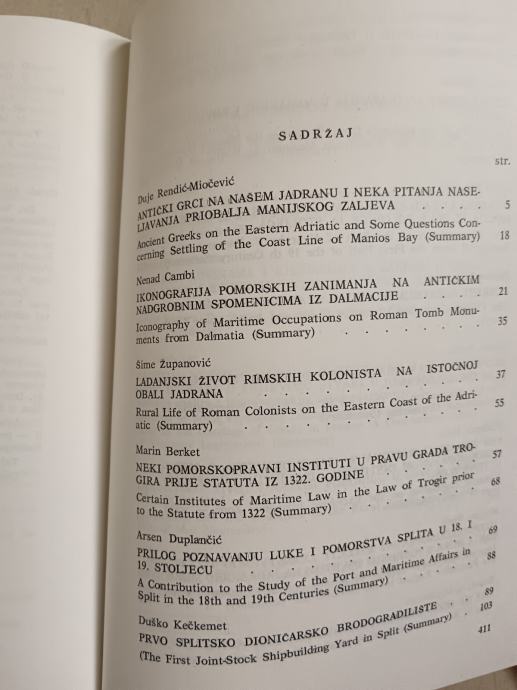 SADRŽAJ
str.
Duje Rendić-Miočević
ANTIČKI GRCI NA NAŠEM JADRANU I NEKA PITANJA NASE-
LJAVANJA PRIOBALJA MANIJSKOG ZALJEVA . . . . 5
Ancient Greeks on the Eastern Adriatic and Some Questions Con-
cerning Settling of the Coast Line of Manios Bay (Summary) 18
Nenad Cambi
IKONOGRAFIJA POMORSKIH ZANIMANJA NA ANTIČKIM
NADGROBNIM SPOMENICIMA IZ DALMACIJE . . . . 21
Iconography of Maritime Occupations on Roman Tomb Monu-
ments from Dalmatia (Summary) . . . . . . 35
Šime Županović
LADANJSKI ŽIVOT RIMSKIH KOLONISTA NA ISTOČNOJ
OBALI JADRANA . . . . . . . . 37
Rural Life of Roman Colonists on the Eastern Coast of the Adri-
atic (Summary) . . . . . . . . . 55
Marin Berket
NEKI POMORSKOPRAVNI INSTITUTI U PRAVU GRADA TRO-
GIRA PRIJE STATUTA IZ 1322. GODINE . . . . . 57
Certain Institutes of Maritime Law in the Law of Trogir prior
to the Statute from 1322 (Summary) . . . . . . 68
Arsen Duplančić
PRILOG POZNAVANJU LUKE I POMORSTVA SPLITA U 18. I
19. STOLJEĆU . . . . . . . . . 69
A Contribution to the Study of the Port and Maritime Affairs in
Split in the 18th and 19th Centuries (Summary) . . . . 88
Duško Kečkemet
PRVO SPLITSKO DIONIČARSKO BRODOGRADILIŠTE . . 89
(The First Joint-Stock Shipbuilding Yard in Split (Summary) . 103
411